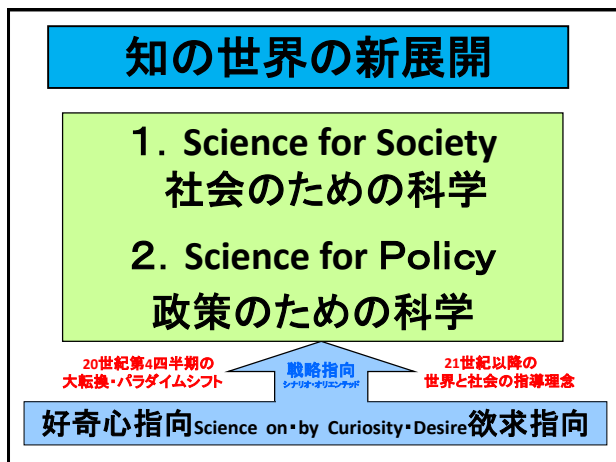 知の世界の新展開
1. Science for Society
社会のための科学
2. Science for Policy
政策のための科学
20世紀第4四半期の
大転換・パラダイムシフト
戦略指向
シナリオ・オリエンテッド
21世紀以降の
世界と社会の指導理念
好奇心指向Science on・by Curiosity・Desire欲求指向